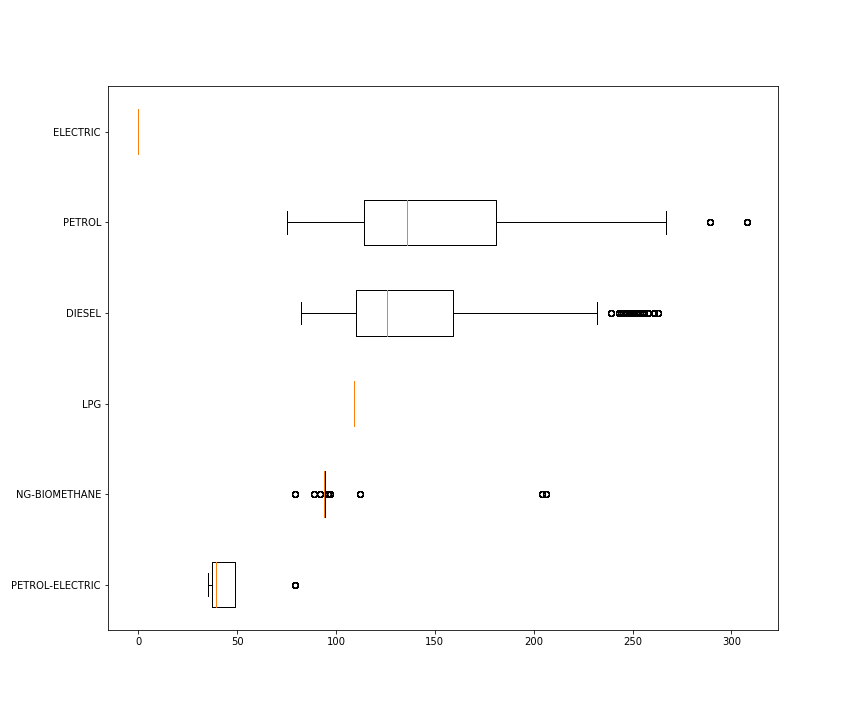 ELECTRIC
PETROL
DIESEL
LPG
NG-BIOMETHANE
PETROL-ELECTRIC
0 50 100 150 200 250 300